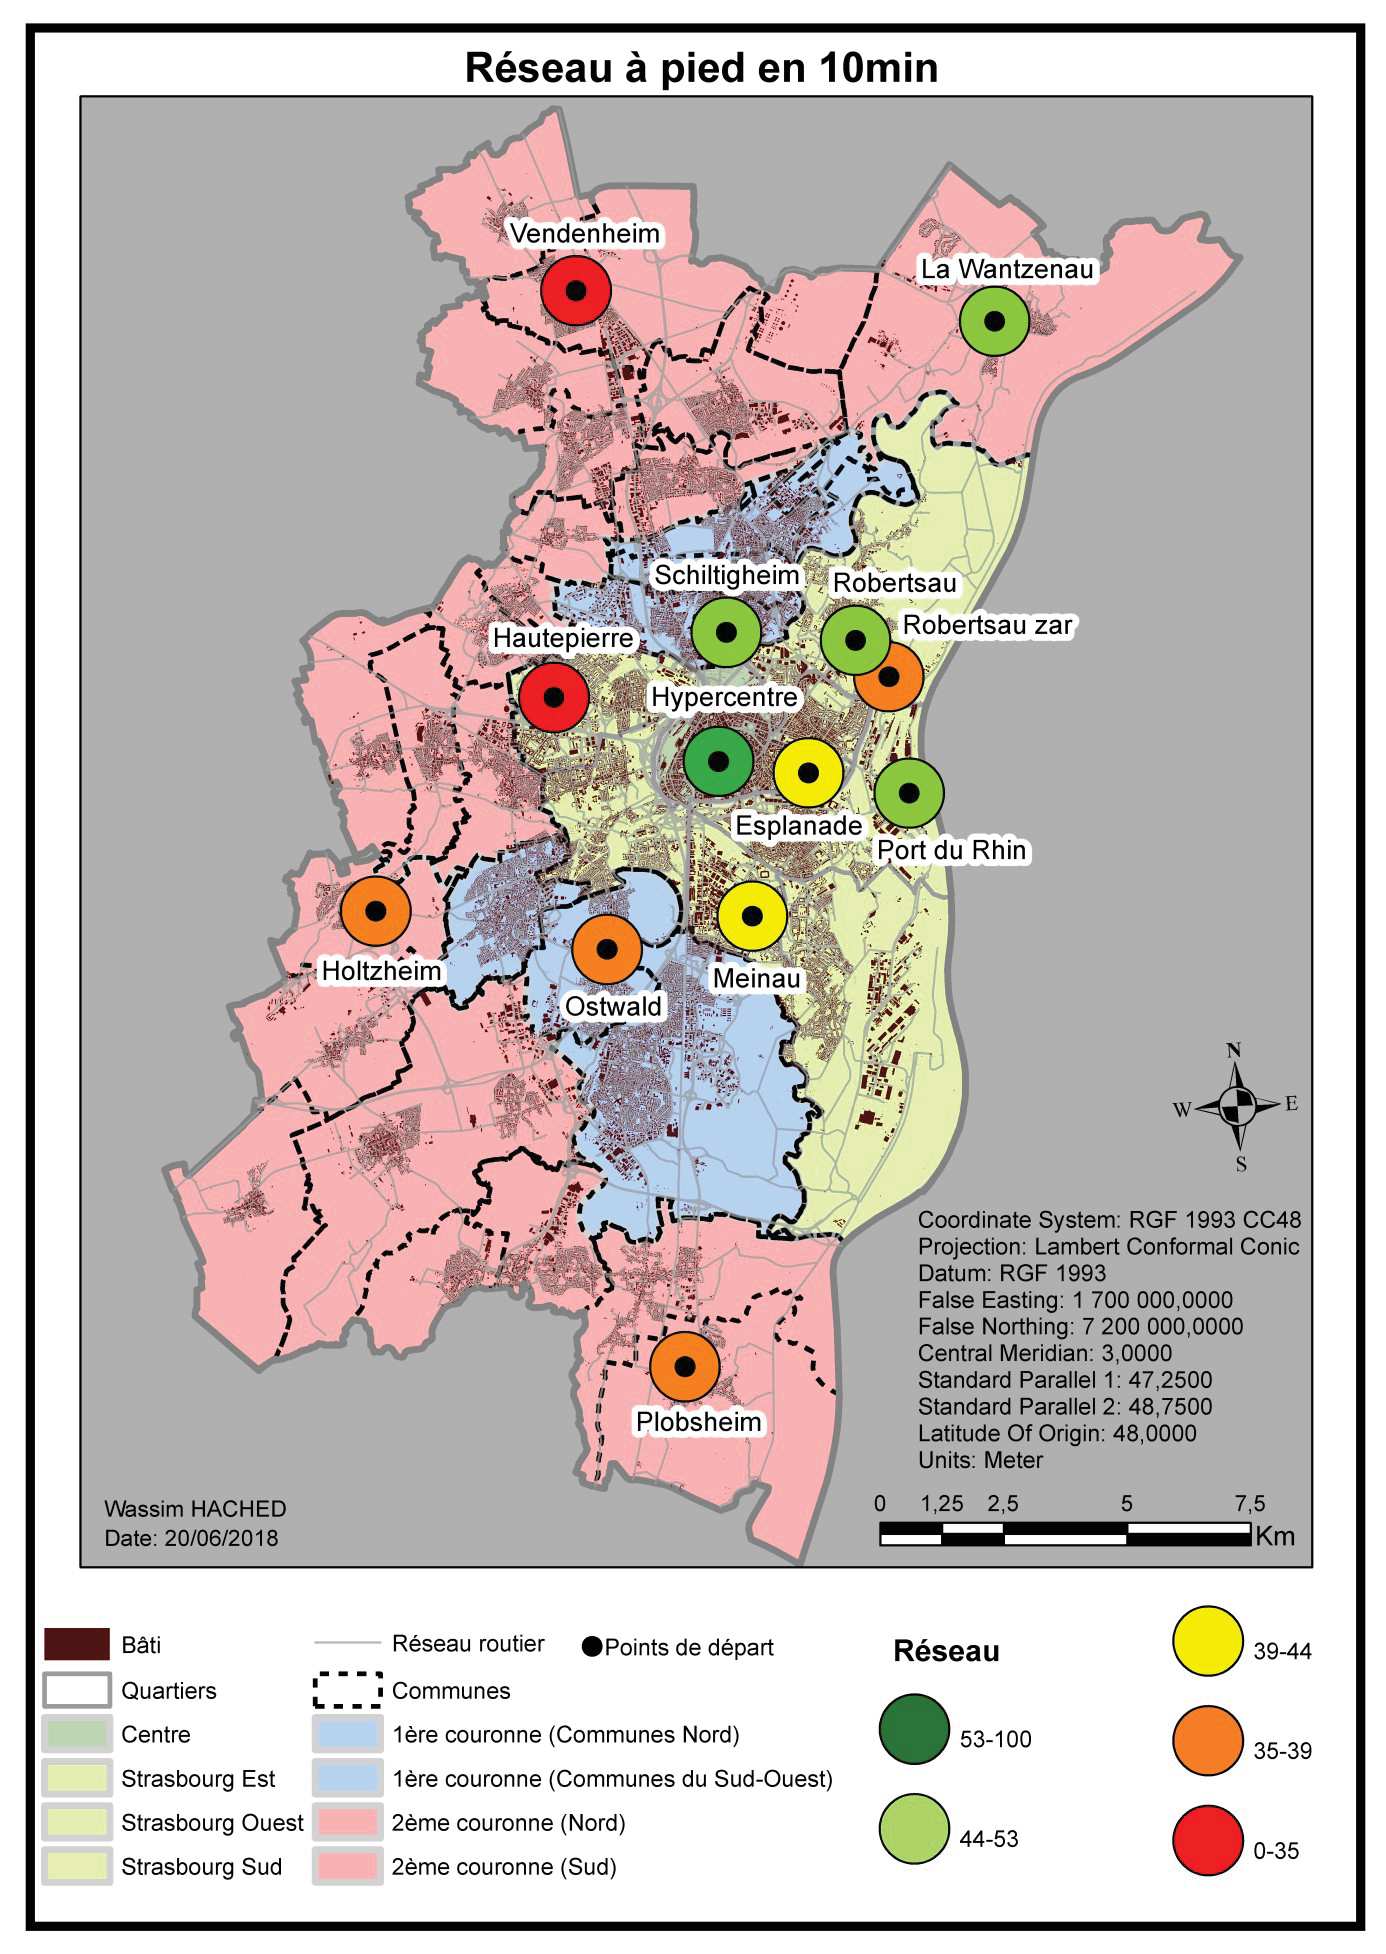 Réseau à pied en 10min
Vendenheim
La Wantzenau
Schiltigheim
Robertsau
Robertsau zar
Hautepierre
Hypercentre
Esplanade
Port du Rhin
Holtzheim
Ostwald
Meinau
Plobsheim
N
W
E
S
Coordinate System: RGF 1993 CC48
Projection: Lambert Conformal Conic
Datum: RGF 1993
False Easting: 1 700 000,0000
False Northing: 7 200 000,0000
Central Meridian: 3,0000
Standard Parallel 1: 47,2500
Standard Parallel 2: 48,7500
Latitude Of Origin: 48,0000
Units: Meter
0 1,25 2,5 5 7,5
Km
Wassim HACHED
Date: 20/06/2018
Bâti
Quartiers
Centre
Strasbourg Est
Strasbourg Ouest
Strasbourg Sud
Réseau routier
Communes
1ère couronne (Communes Nord)
1ère couronne (Communes du Sud-Ouest)
2ème couronne (Nord)
2ème couronne (Sud)
Points de départ
Réseau
53-100
44-53
39-44
35-39
0-35